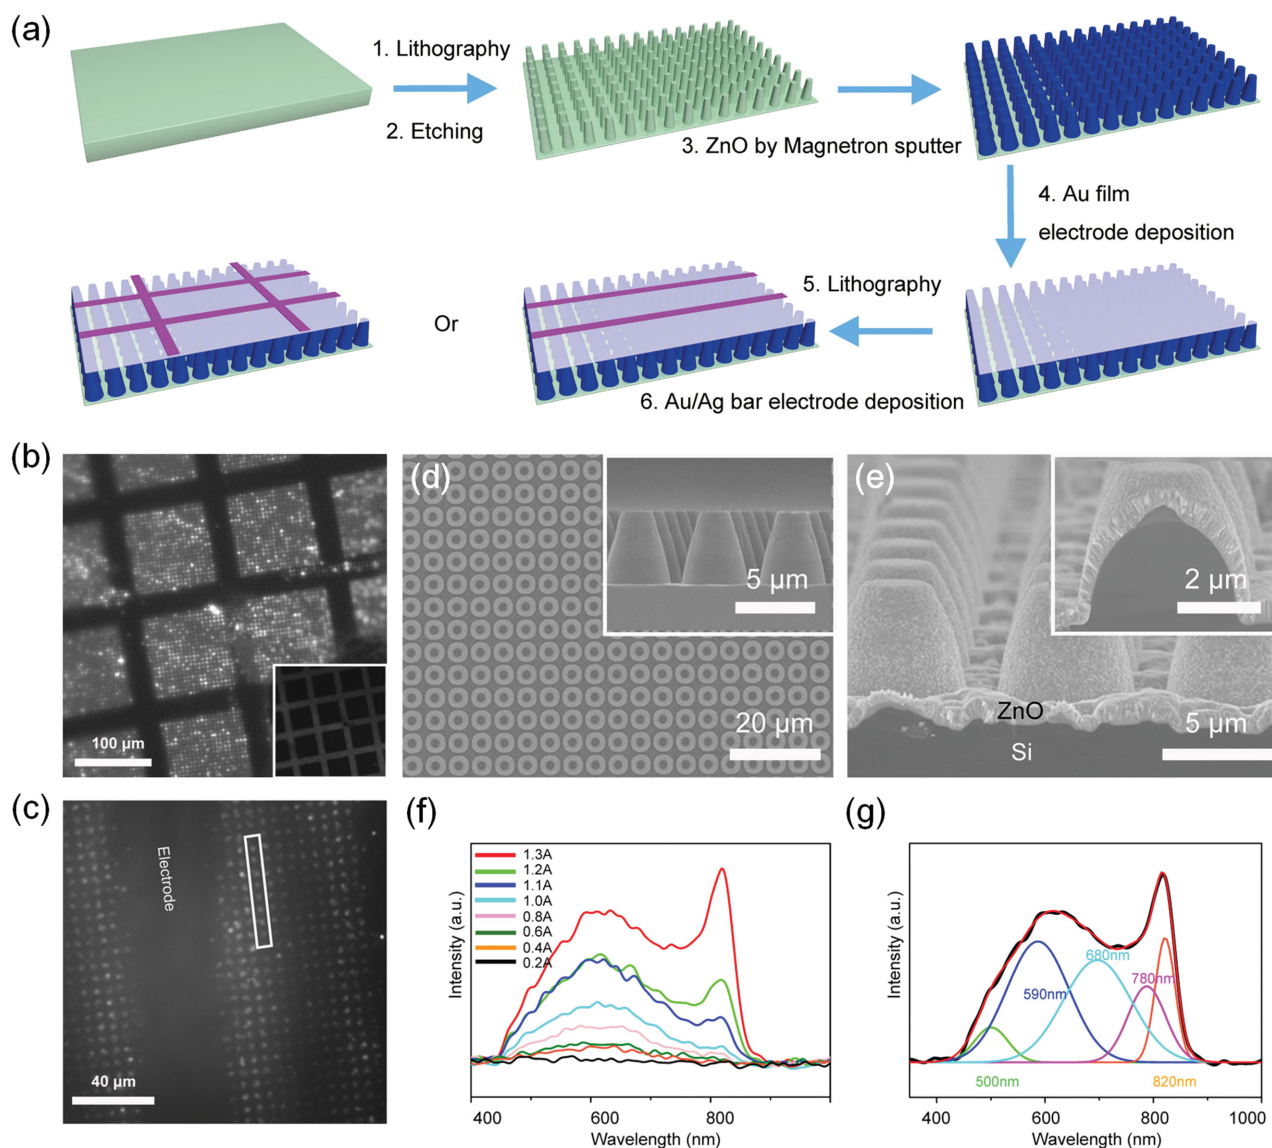 (a)
1. Lithography
2. Etching
3. ZnO by Magnetron sputter
4. Au film
electrode deposition
5. Lithography
Or
6. Au/Ag bar electrode deposition
(b)
100 μm
(d)
5 μm
20 μm
(e)
2 μm
ZnO
Si
5 μm
(c)
Electrode
40 μm
(f)
Intensity (a.u.)
1.3A
1.2A
1.1A
1.0A
0.8A
0.6A
0.4A
0.2A
400
600
800
1000
Wavelength (nm)
(g)
Intensity (a.u.)
680nm
780nm
590nm
500nm
820nm
400
600
800
1000
Wavelength (nm)